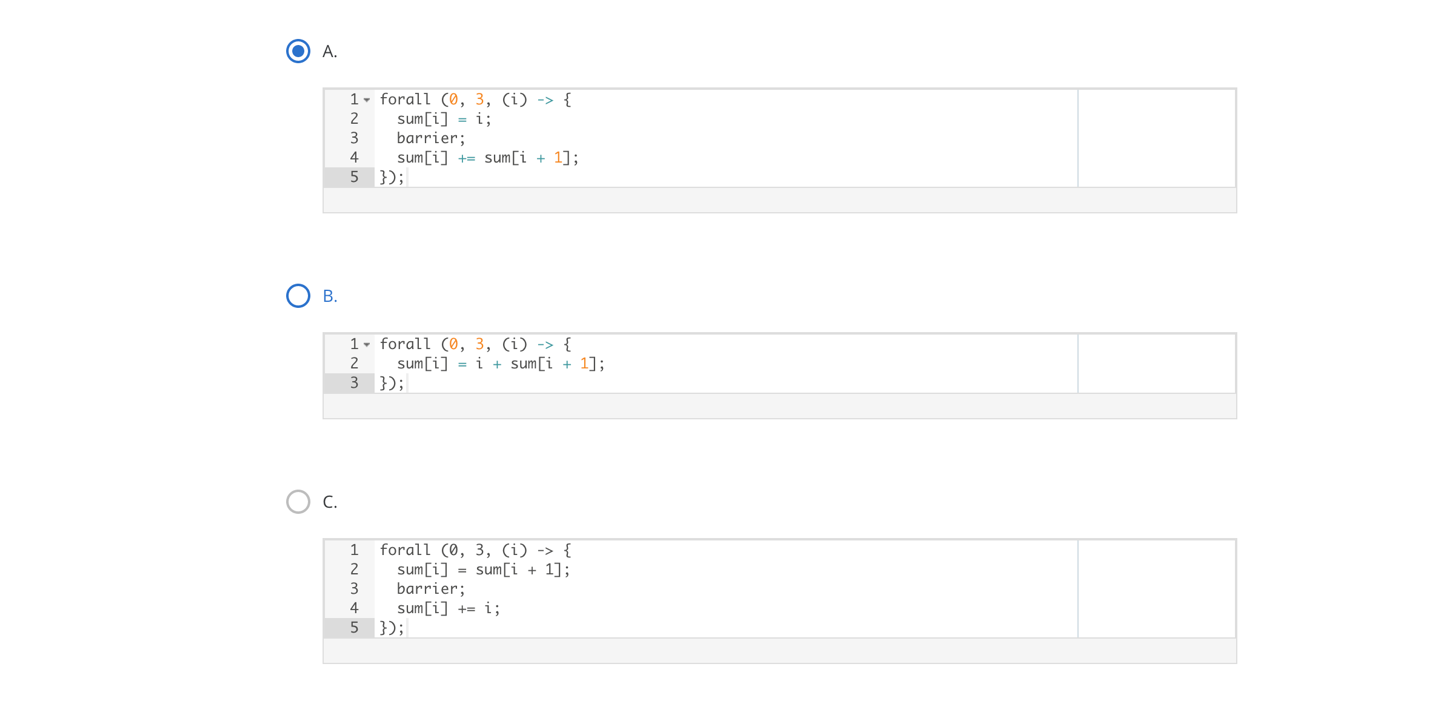 A.
1 forall (0, 3, (i) -> {
2 sum[i] = i;
3 barrier;
4 sum[i] += sum[i + 1];
5 });
B.
1 forall (0, 3, (i) -> {
2 sum[i] = i + sum[i + 1];
3 });
C.
1 forall (0, 3, (i) -> {
2 sum[i] = sum[i + 1];
3 barrier;
4 sum[i] += i;
5 });